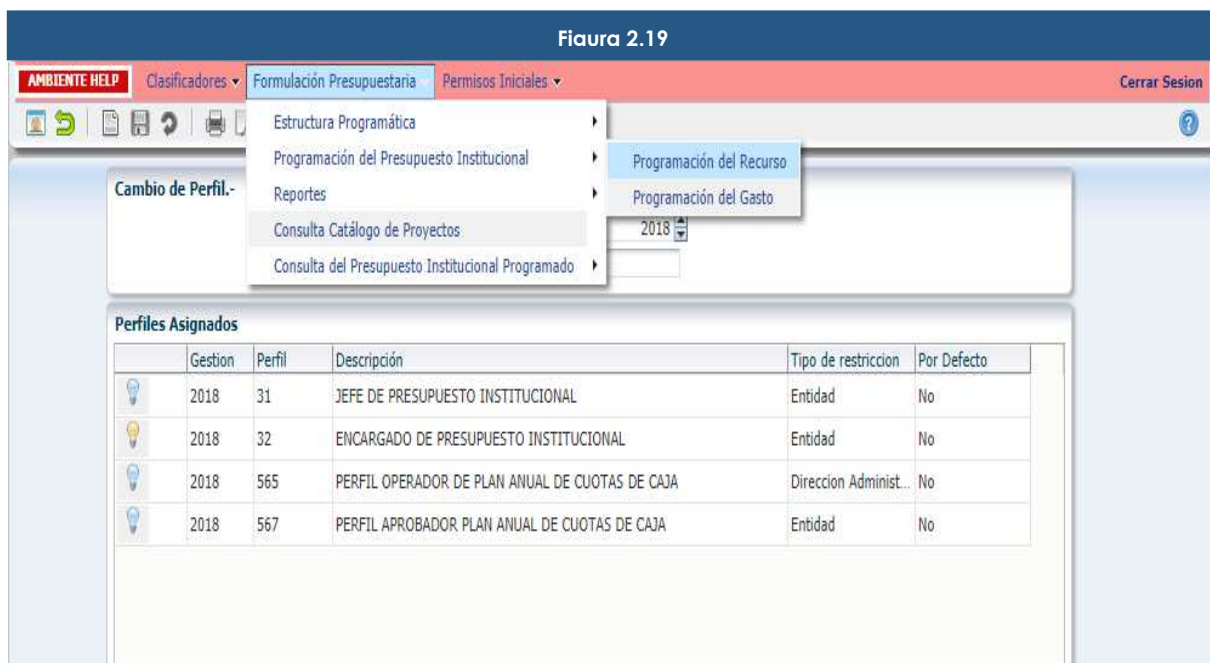 Figura 2.19
AMBIENTE HELP Clasificadores Formulación Presupuestaria Permisos Iniciales Cerrar Sesion
Estructura Programática
Programación del Presupuesto Institucional Programación del Recurso
Cambio de Perfil.- Reportes Programación del Gasto
Consulta Catálogo de Proyectos 2018
Consulta del Presupuesto Institucional Programado
Perfiles Asignados
Gestion Perfil Descripción Tipo de restriccion Por Defecto
2018 31 JEFE DE PRESUPUESTO INSTITUCIONAL Entidad No
2018 32 ENCARGADO DE PRESUPUESTO INSTITUCIONAL Entidad No
2018 565 PERFIL OPERADOR DE PLAN ANUAL DE CUOTAS DE CAJA Direccion Administ... No
2018 567 PERFIL APROBADOR PLAN ANUAL DE CUOTAS DE CAJA Entidad No